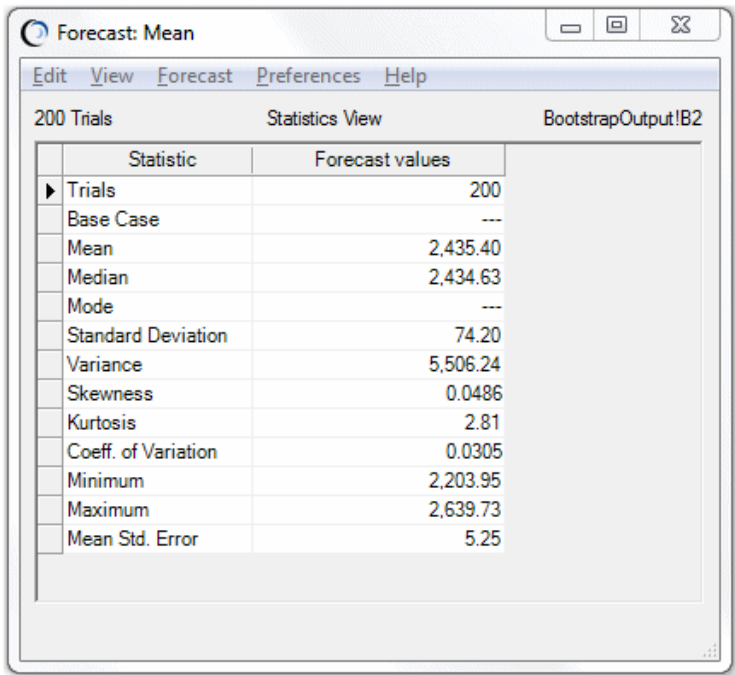 Forecast: Mean
Edit View Forecast Preferences Help
200 Trials Statistics View BootstrapOutput!B2
Statistic Forecast values
Trials 200
Base Case ---
Mean 2,435.40
Median 2,434.63
Mode ---
Standard Deviation 74.20
Variance 5,506.24
Skewness 0.0486
Kurtosis 2.81
Coeff. of Variation 0.0305
Minimum 2,203.95
Maximum 2,639.73
Mean Std. Error 5.25